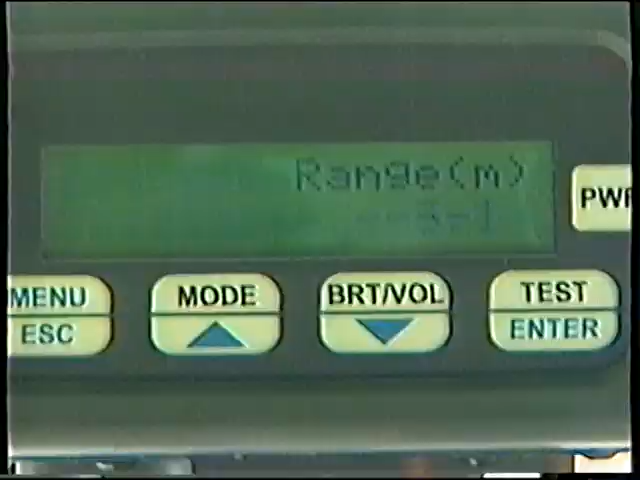 Range(m)
PWR
MENU
MODE
BRT/VOL
TEST
ESC
ENTER